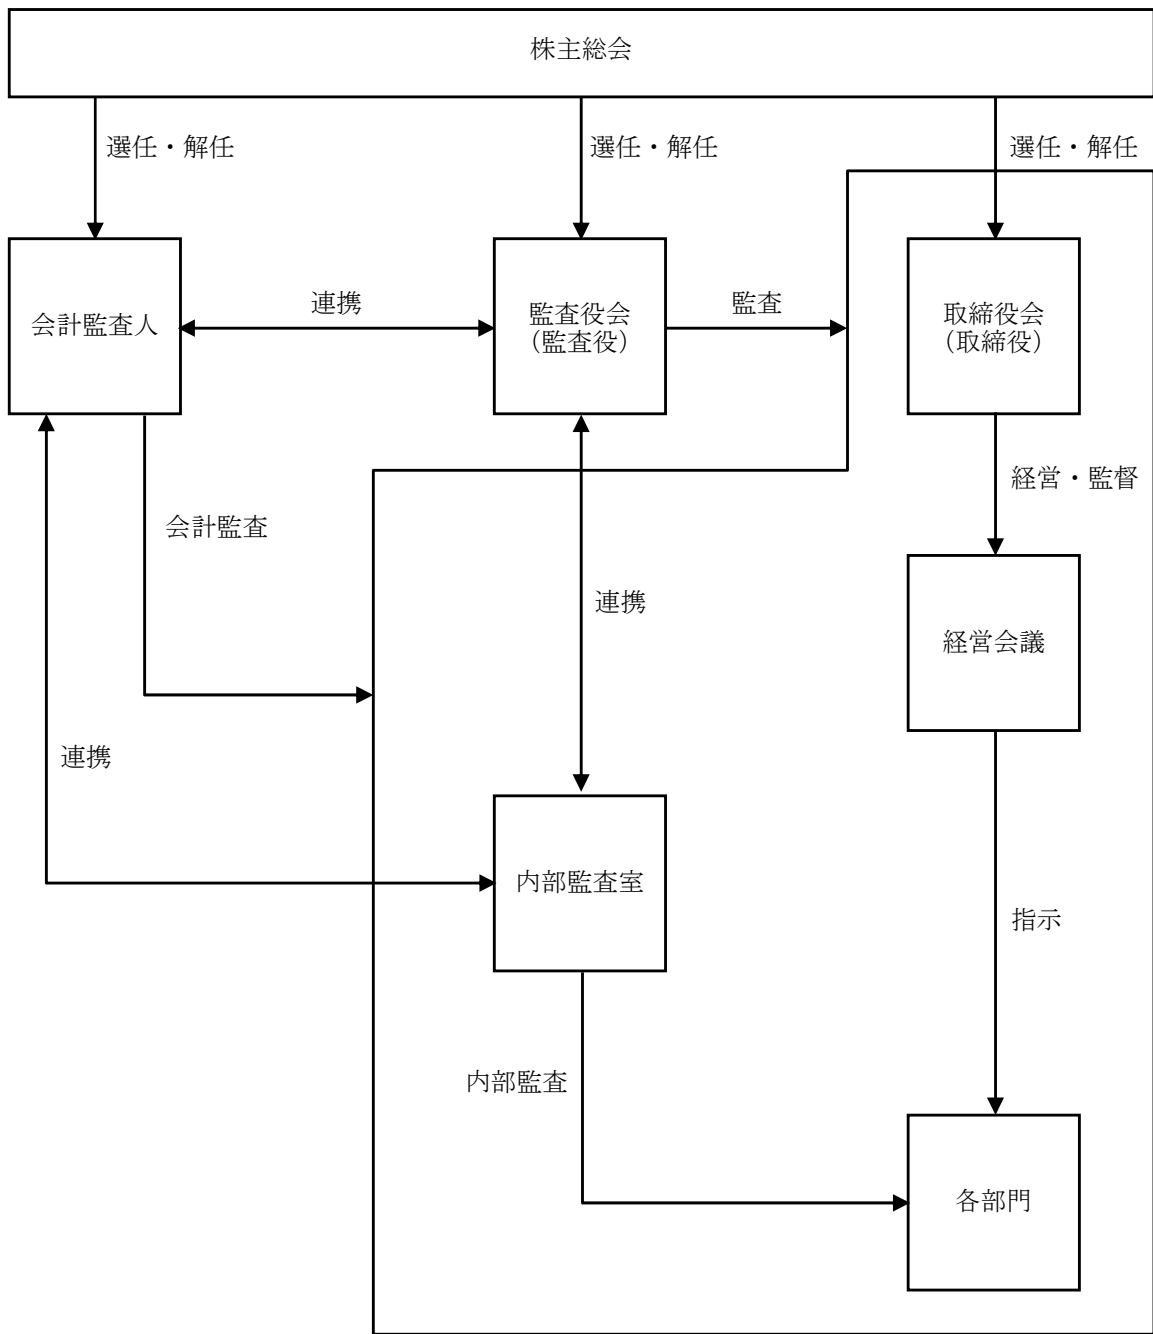 株主総会
選任・解任
選任・解任
選任・解任
会計監査人
連携
監査役会
（監査役）
監査
取締役会
（取締役）
経営・監督
会計監査
連携
経営会議
連携
内部監査室
指示
内部監査
各部門